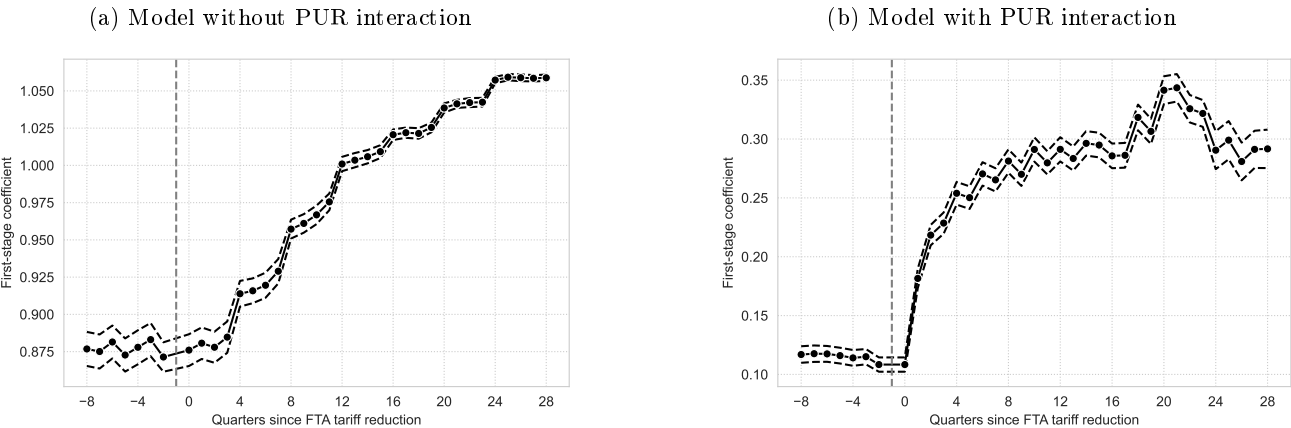 (a) Model without PUR interaction
First-stage coefficient
1.050
1.025
1.000
0.975
0.950
0.925
0.900
0.875
−8 −4 0 4 8 12 16 20 24 28
Quarters since FTA tariff reduction
(b) Model with PUR interaction
First-stage coefficient
0.35
0.30
0.25
0.20
0.15
0.10
−8 −4 0 4 8 12 16 20 24 28
Quarters since FTA tariff reduction